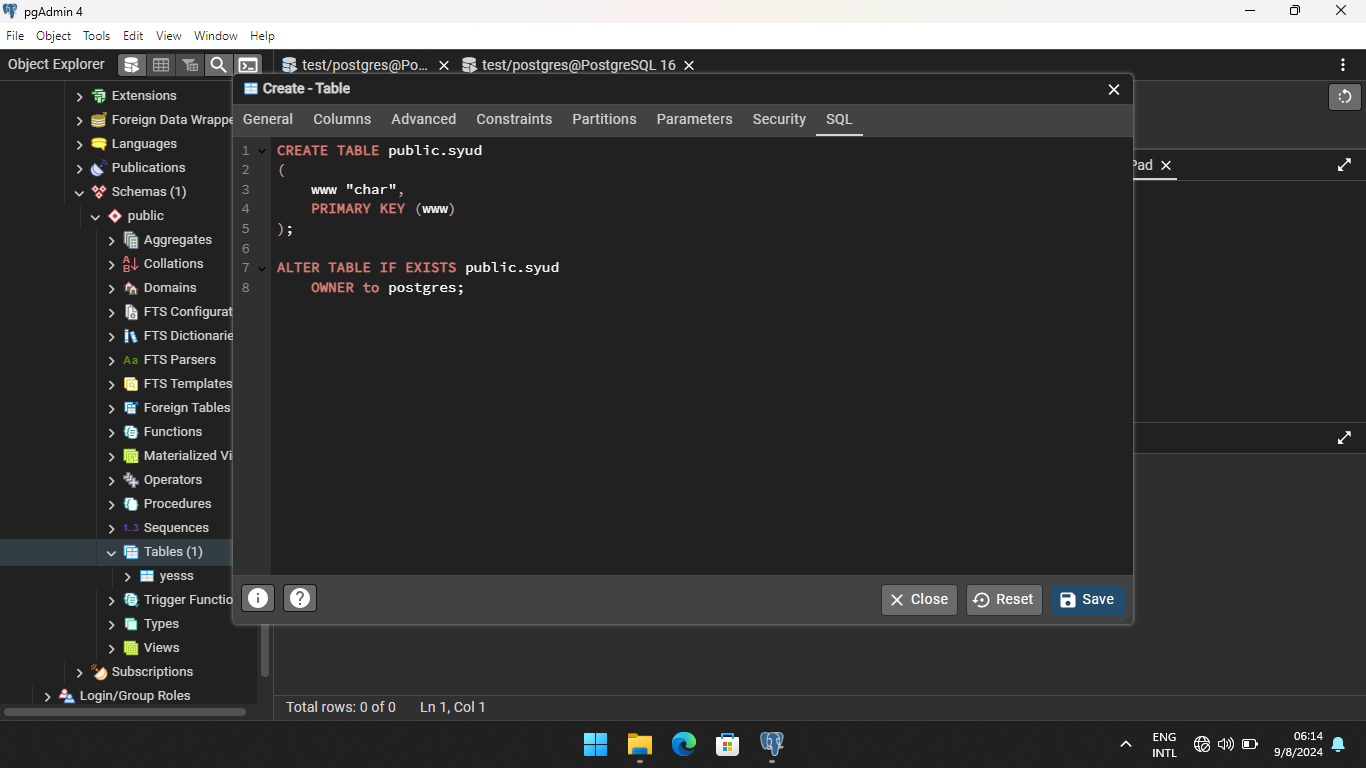 pgAdmin 4
File Object Tools Edit View Window Help
Object Explorer
test/postgres@Po...
test/postgres@PostgreSQL 16
Create - Table
General Columns Advanced Constraints Partitions Parameters Security SQL
1 CREATE TABLE public.syud
2 (
3 www "char",
4 PRIMARY KEY (www)
5 );
6
7 ALTER TABLE IF EXISTS public.syud
8 OWNER to postgres;
Extensions
Foreign Data Wrappe
Languages
Publications
Schemas (1)
public
Aggregates
Collations
Domains
FTS Configurat
FTS Dictionarie
Aa FTS Parsers
FTS Templates
Foreign Tables
Functions
Materialized Vi
Operators
Procedures
1..3 Sequences
Tables (1)
yesss
Trigger Functio
Types
Views
Subscriptions
Login/Group Roles
Pad
Close Reset Save
Total rows: 0 of 0 Ln 1, Col 1
ENG
INTL
06:14
9/8/2024